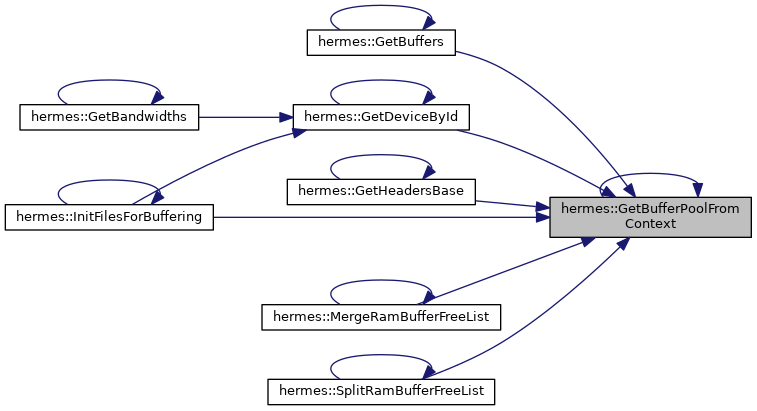 hermes::GetBuffers
hermes::GetBandwidths
hermes::GetDeviceById
hermes::GetHeadersBase
hermes::InitFilesForBuffering
hermes::GetBufferPoolFrom
Context
hermes::MergeRamBufferFreeList
hermes::SplitRamBufferFreeList